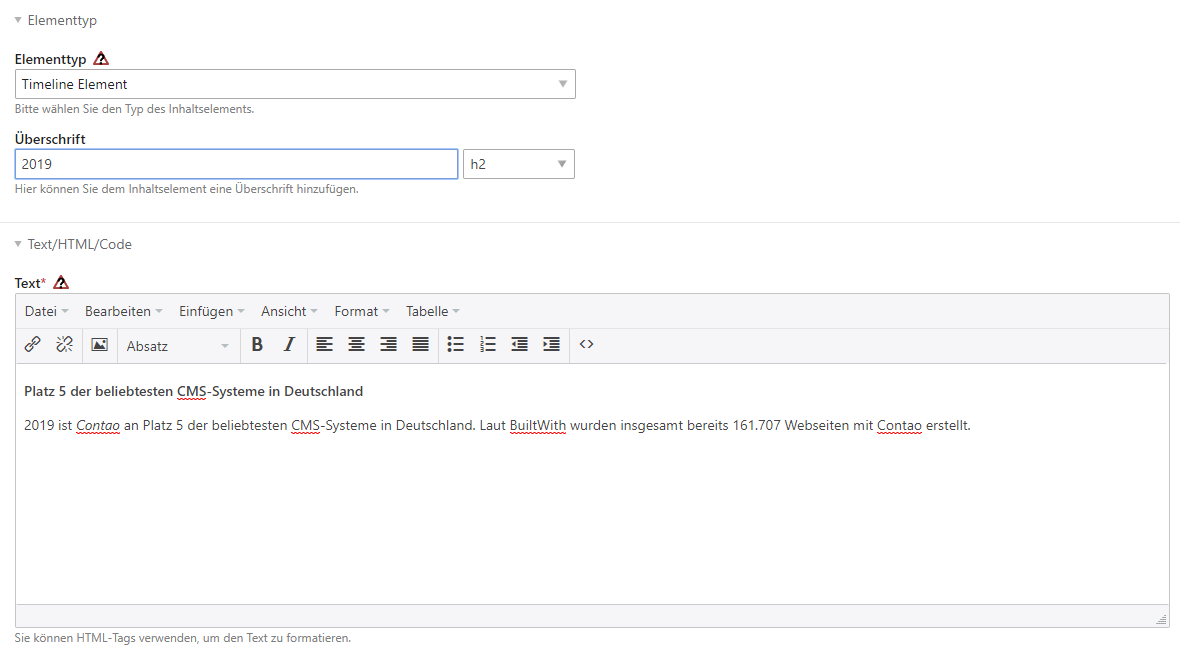 Elementtyp
Elementtyp
Timeline Element
Bitte wählen Sie den Typ des Inhaltselements.
Überschrift
2019 h2
Hier können Sie dem Inhaltselement eine Überschrift hinzufügen.
Text/HTML/Code
Text*
Datei Bearbeiten Einfügen Ansicht Format Tabelle
Absatz B I
Platz 5 der beliebtesten CMS-Systeme in Deutschland
2019 ist Contao an Platz 5 der beliebtesten CMS-Systeme in Deutschland. Laut BuiltWith wurden insgesamt bereits 161.707 Webseiten mit Contao erstellt.
Sie können HTML-Tags verwenden, um den Text zu formatieren.